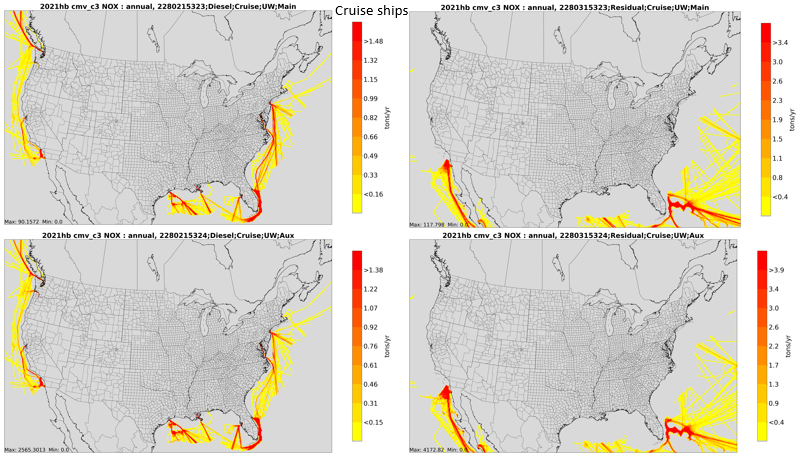 Cruise ships
2021hb cmv_c3 NOX : annual, 2280215323;Diesel;Cruise;UW;Main
>1.48
1.32
1.15
0.99
0.82
0.66
0.49
0.33
<0.16
tons/yr
Max: 90.1572 Min: 0.0
2021hb cmv_c3 NOX : annual, 2280315323;Residual;Cruise;UW;Main
>3.4
3.0
2.6
2.3
1.9
1.5
1.1
0.8
<0.4
tons/yr
Max: 117.798 Min: 0.0
2021hb cmv_c3 NOX : annual, 2280215324;Diesel;Cruise;UW;Aux
>1.38
1.22
1.07
0.92
0.76
0.61
0.46
0.31
<0.15
tons/yr
Max: 2565.3013 Min: 0.0
2021hb cmv_c3 NOX : annual, 2280315324;Residual;Cruise;UW;Aux
>3.9
3.4
3.0
2.6
2.2
1.7
1.3
0.9
<0.4
tons/yr
Max: 4172.82 Min: 0.0